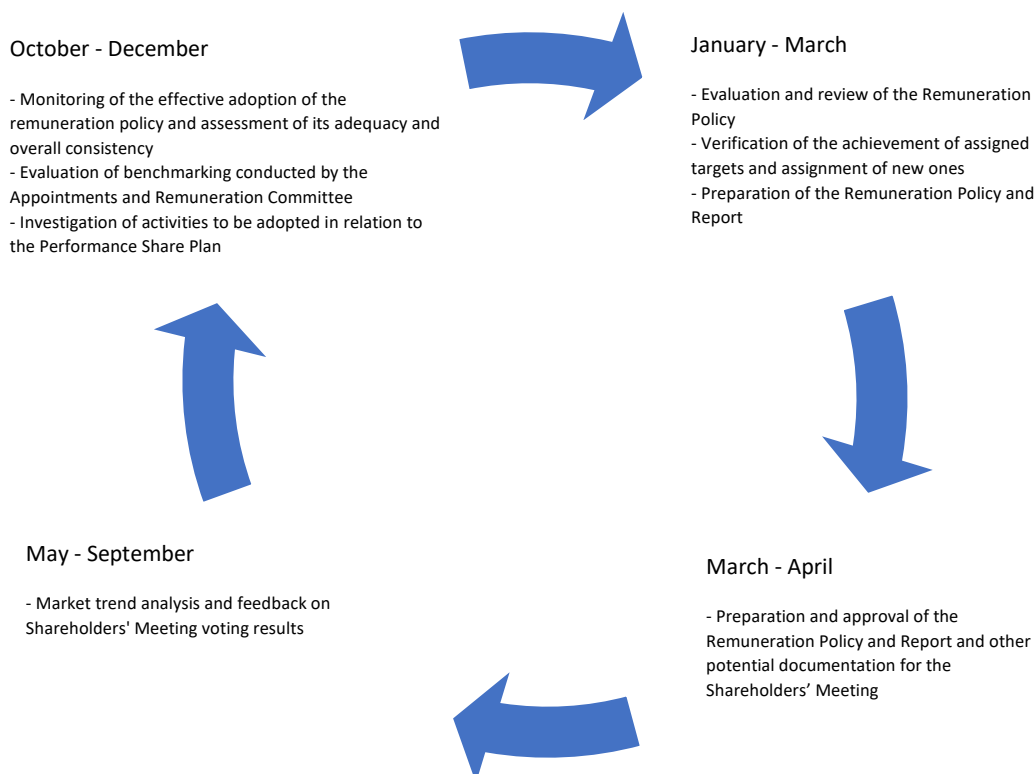 October - December
- Monitoring of the effective adoption of the
remuneration policy and assessment of its adequacy and
overall consistency
- Evaluation of benchmarking conducted by the
Appointments and Remuneration Committee
- Investigation of activities to be adopted in relation to
the Performance Share Plan
January - March
- Evaluation and review of the Remuneration
Policy
- Verification of the achievement of assigned
targets and assignment of new ones
- Preparation of the Remuneration Policy and
Report
May - September
- Market trend analysis and feedback on
Shareholders' Meeting voting results
March - April
- Preparation and approval of the
Remuneration Policy and Report and other
potential documentation for the
Shareholders’ Meeting